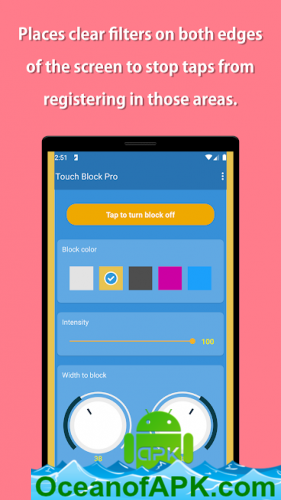 Places clear filters on both edges
of the screen to stop taps from
registering in those areas.
2:51
Touch Block Pro
Tap to turn block off
Block color
Intensity
100
Width to block
38
APK
OceanofAPK.com